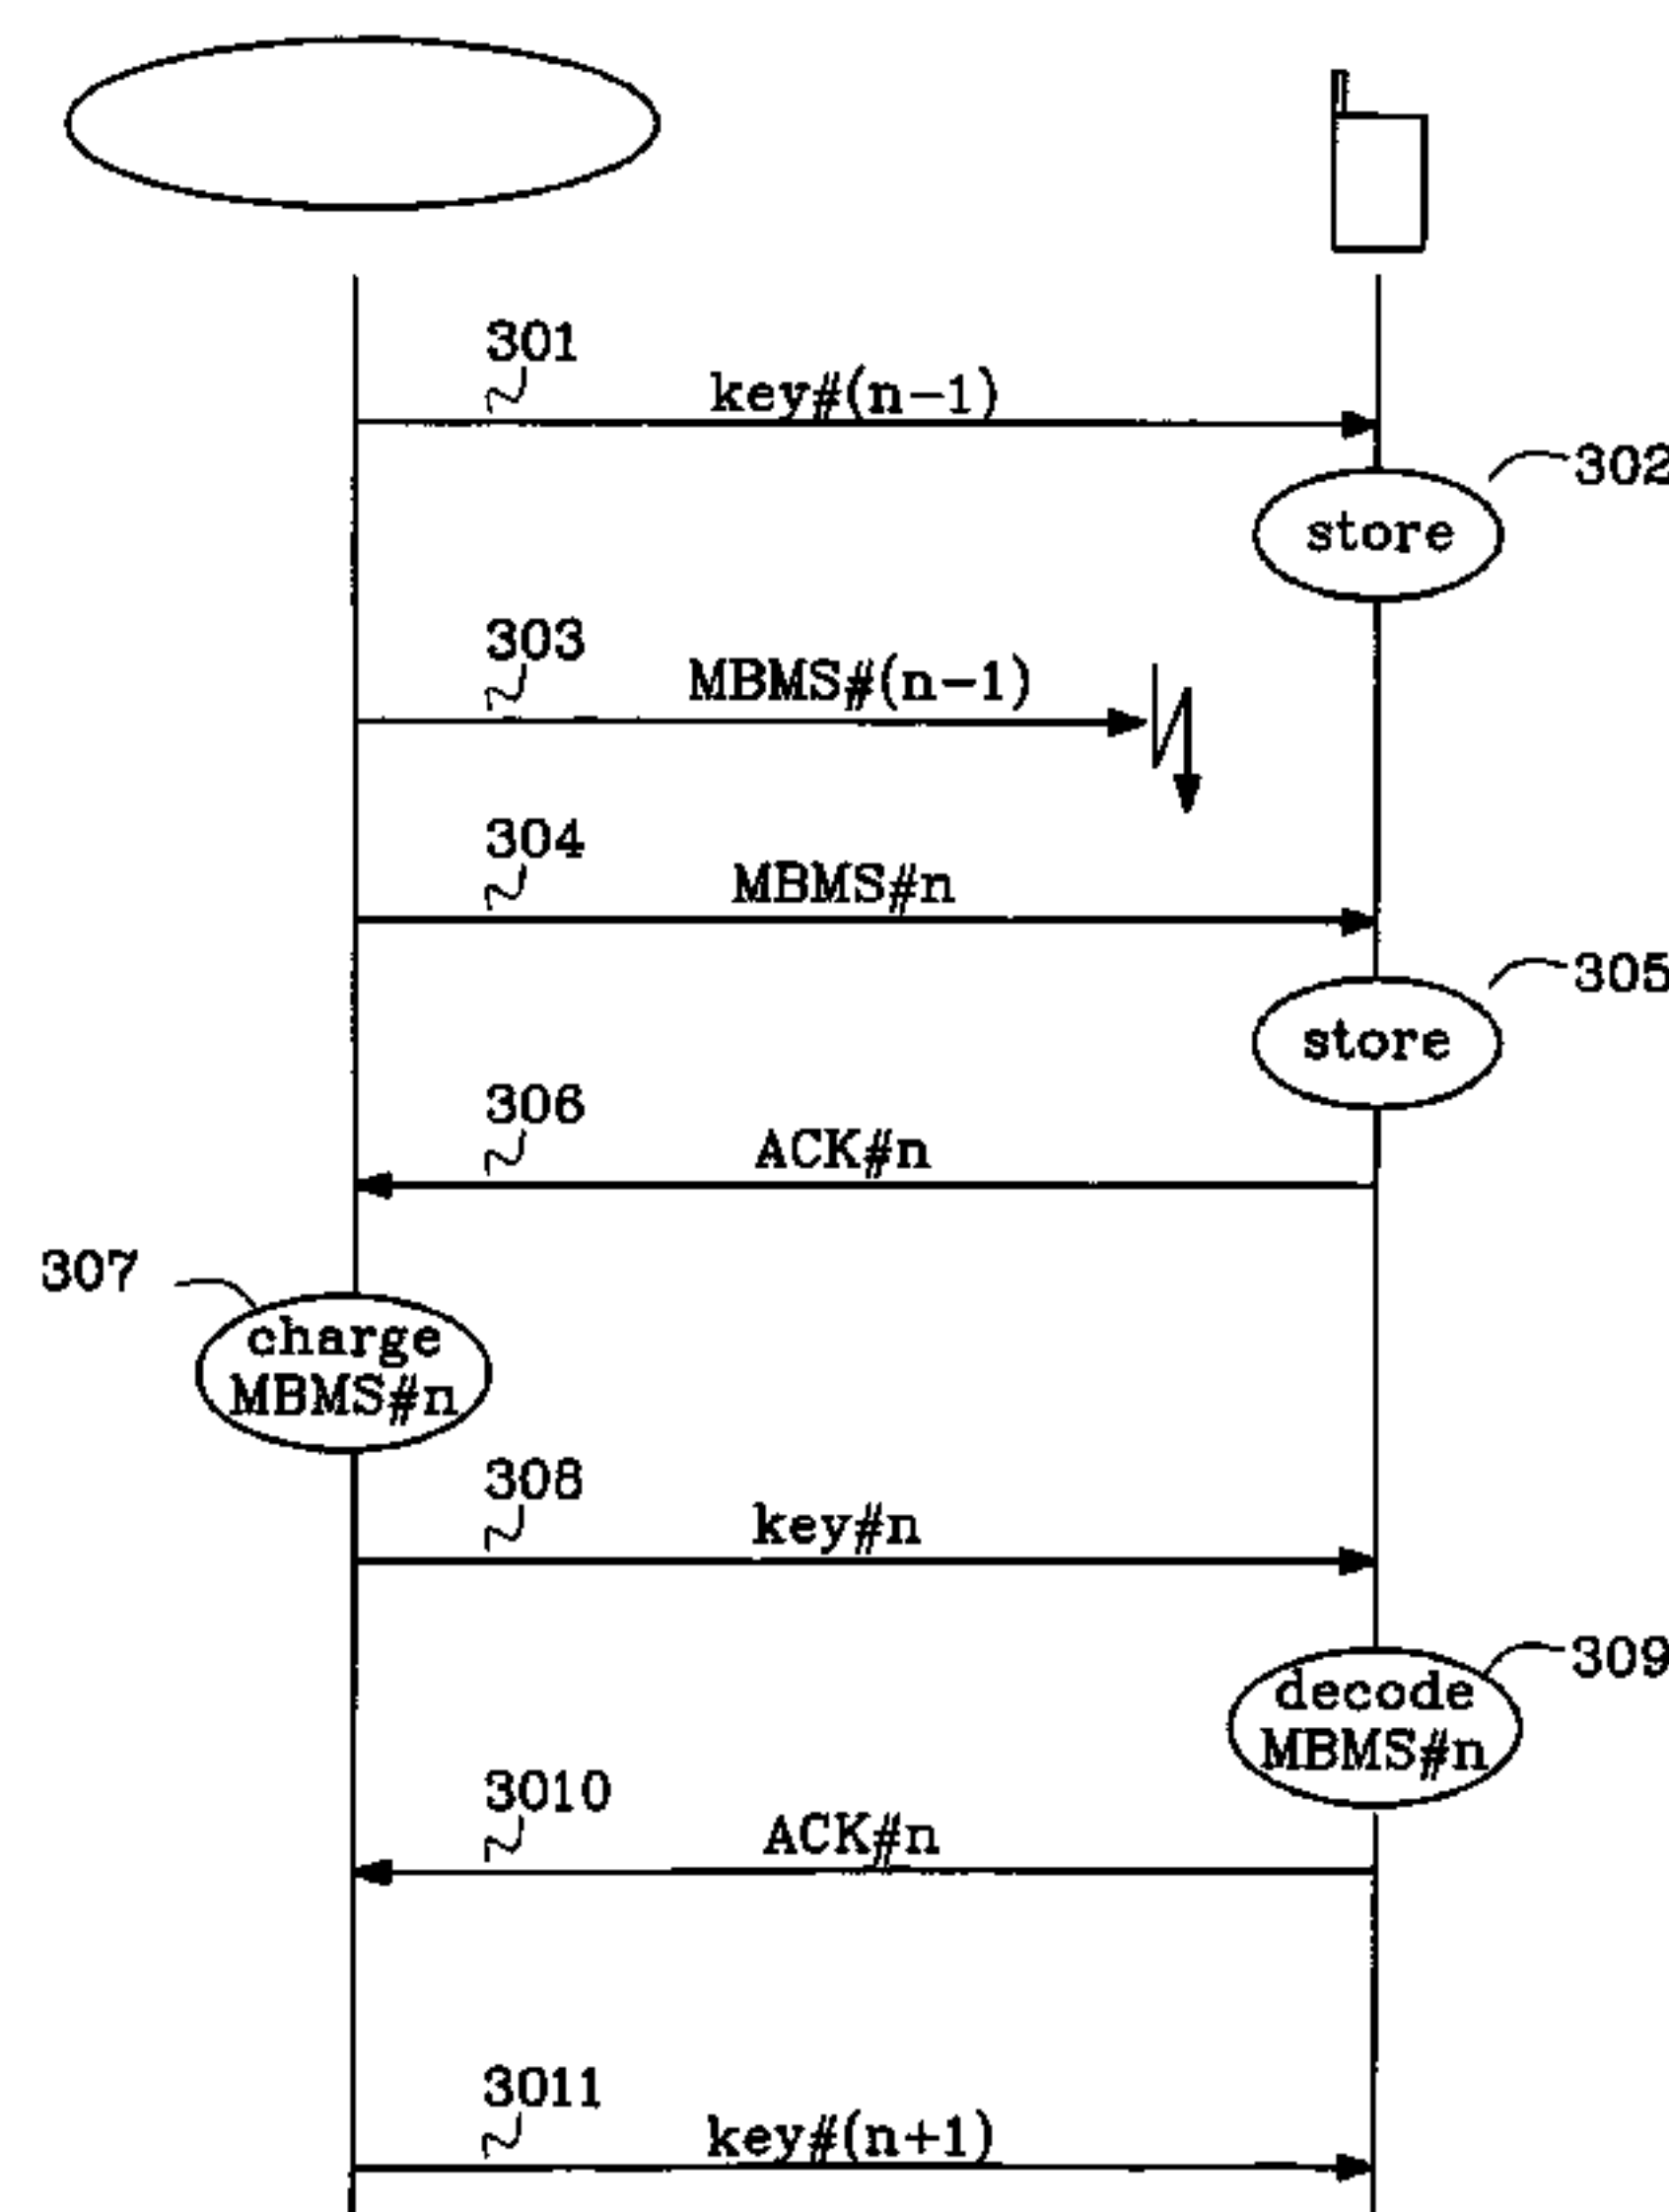 301
key#(n-1)
302
store
303
MBMS#(n-1)
304
MBMS#n
305
store
306
ACK#n
307
charge
MBMS#n
308
key#n
309
decode
MBMS#n
3010
ACK#n
3011
key#(n+1)